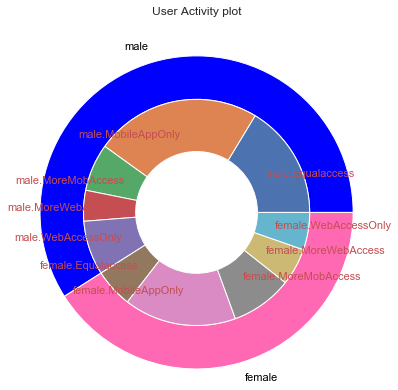 User Activity plot
male
male.MobileAppOnly
male.Equalaccess
male.MoreMobAccess
male.MoreWeb
female.WebAccessOnly
male.WebAccessOnly
female.MoreWebAccess
female.Equalaccess
female.MoreMobAccess
female.MobileAppOnly
female